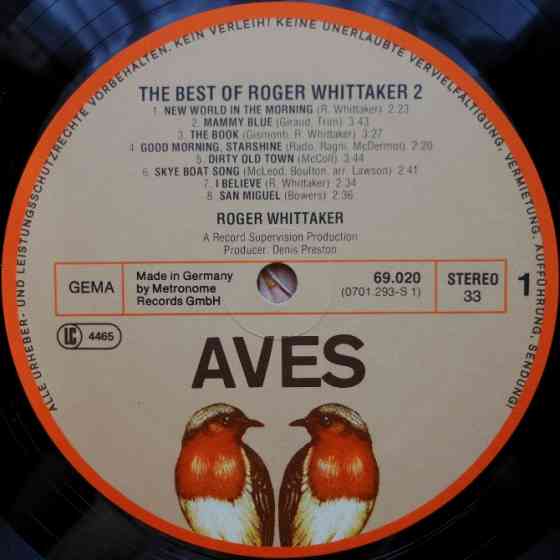 ALLE URHEBER- UND LEISTUNGSSCHUTZRECHTE VORBEHALTEN. KEIN VERLEIH! KEINE UNERLAUBTE VERVIELFÄLTIGUNG, VERMIETUNG, AUFFÜHRUNG, SENDUNG!
THE BEST OF ROGER WHITTAKER 2
1. NEW WORLD IN THE MORNING (R. Whittaker) 2:23
2. MAMMY BLUE (Giraud, Trim) 3:43
3. THE BOOK (Gismonti, R. Whittaker) 3:27
4. GOOD MORNING, STARSHINE (Rado, Ragni, McDermot) 2:20
5. DIRTY OLD TOWN (McColl) 3:44
6. SKYE BOAT SONG (McLeod, Boulton, arr. Lawson) 2:41
7. I BELIEVE (R. Whittaker) 2:34
8. SAN MIGUEL (Bowers) 2:36
ROGER WHITTAKER
A Record Supervision Production
Producer: Denis Preston
GEMA
Made in Germany
by Metronome
Records GmbH
69.020
(0701.293-S 1)
STEREO
33
1
LC 4465
AVES